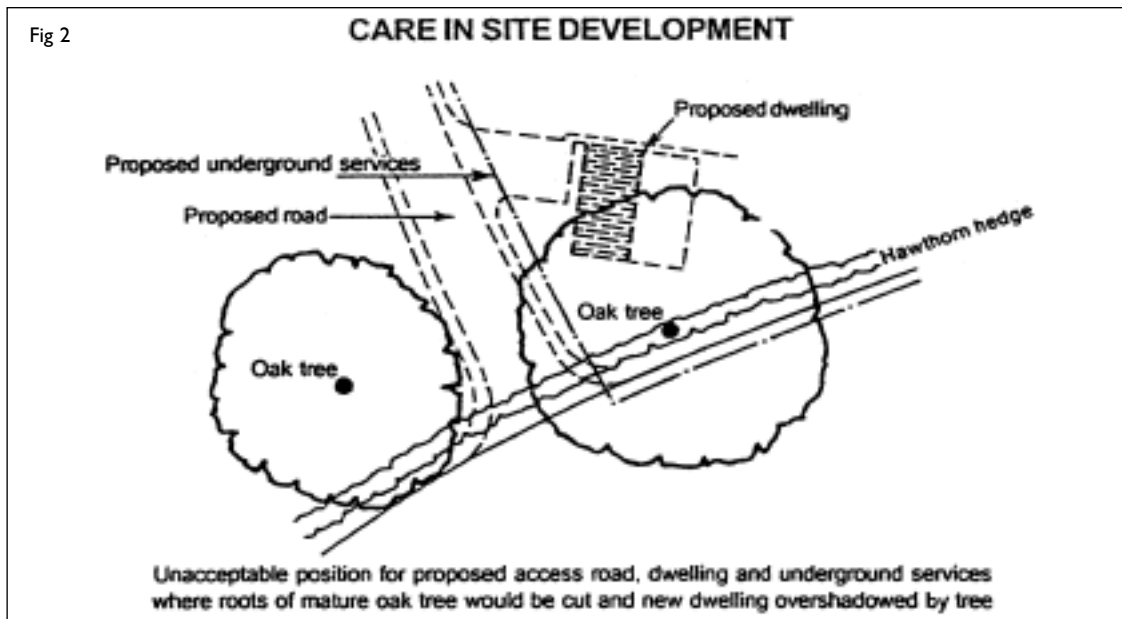 Fig 2
CARE IN SITE DEVELOPMENT
Proposed dwelling
Proposed underground services
Proposed road
Hawthorn hedge
Oak tree
Oak tree
Unacceptable position for proposed access road, dwelling and underground services
where roots of mature oak tree would be cut and new dwelling overshadowed by tree